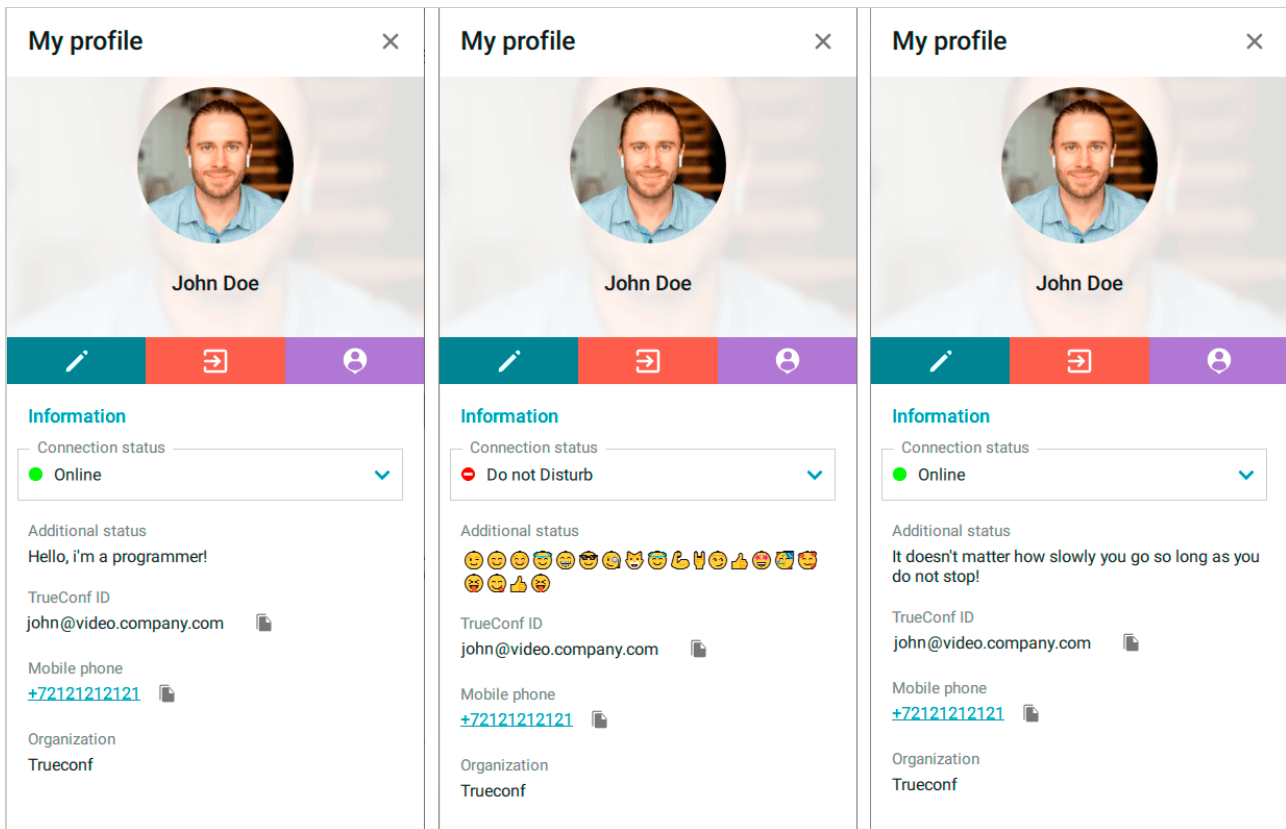 My profile
John Doe
Information
Connection status
Online
Additional status
Hello, i'm a programmer!
TrueConf ID
john@video.company.com
Mobile phone
+72121212121
Organization
Trueconf
My profile
John Doe
Information
Connection status
Do not Disturb
Additional status
TrueConf ID
john@video.company.com
Mobile phone
+72121212121
Organization
Trueconf
My profile
John Doe
Information
Connection status
Online
Additional status
It doesn't matter how slowly you go so long as you
do not stop!
TrueConf ID
john@video.company.com
Mobile phone
+72121212121
Organization
Trueconf